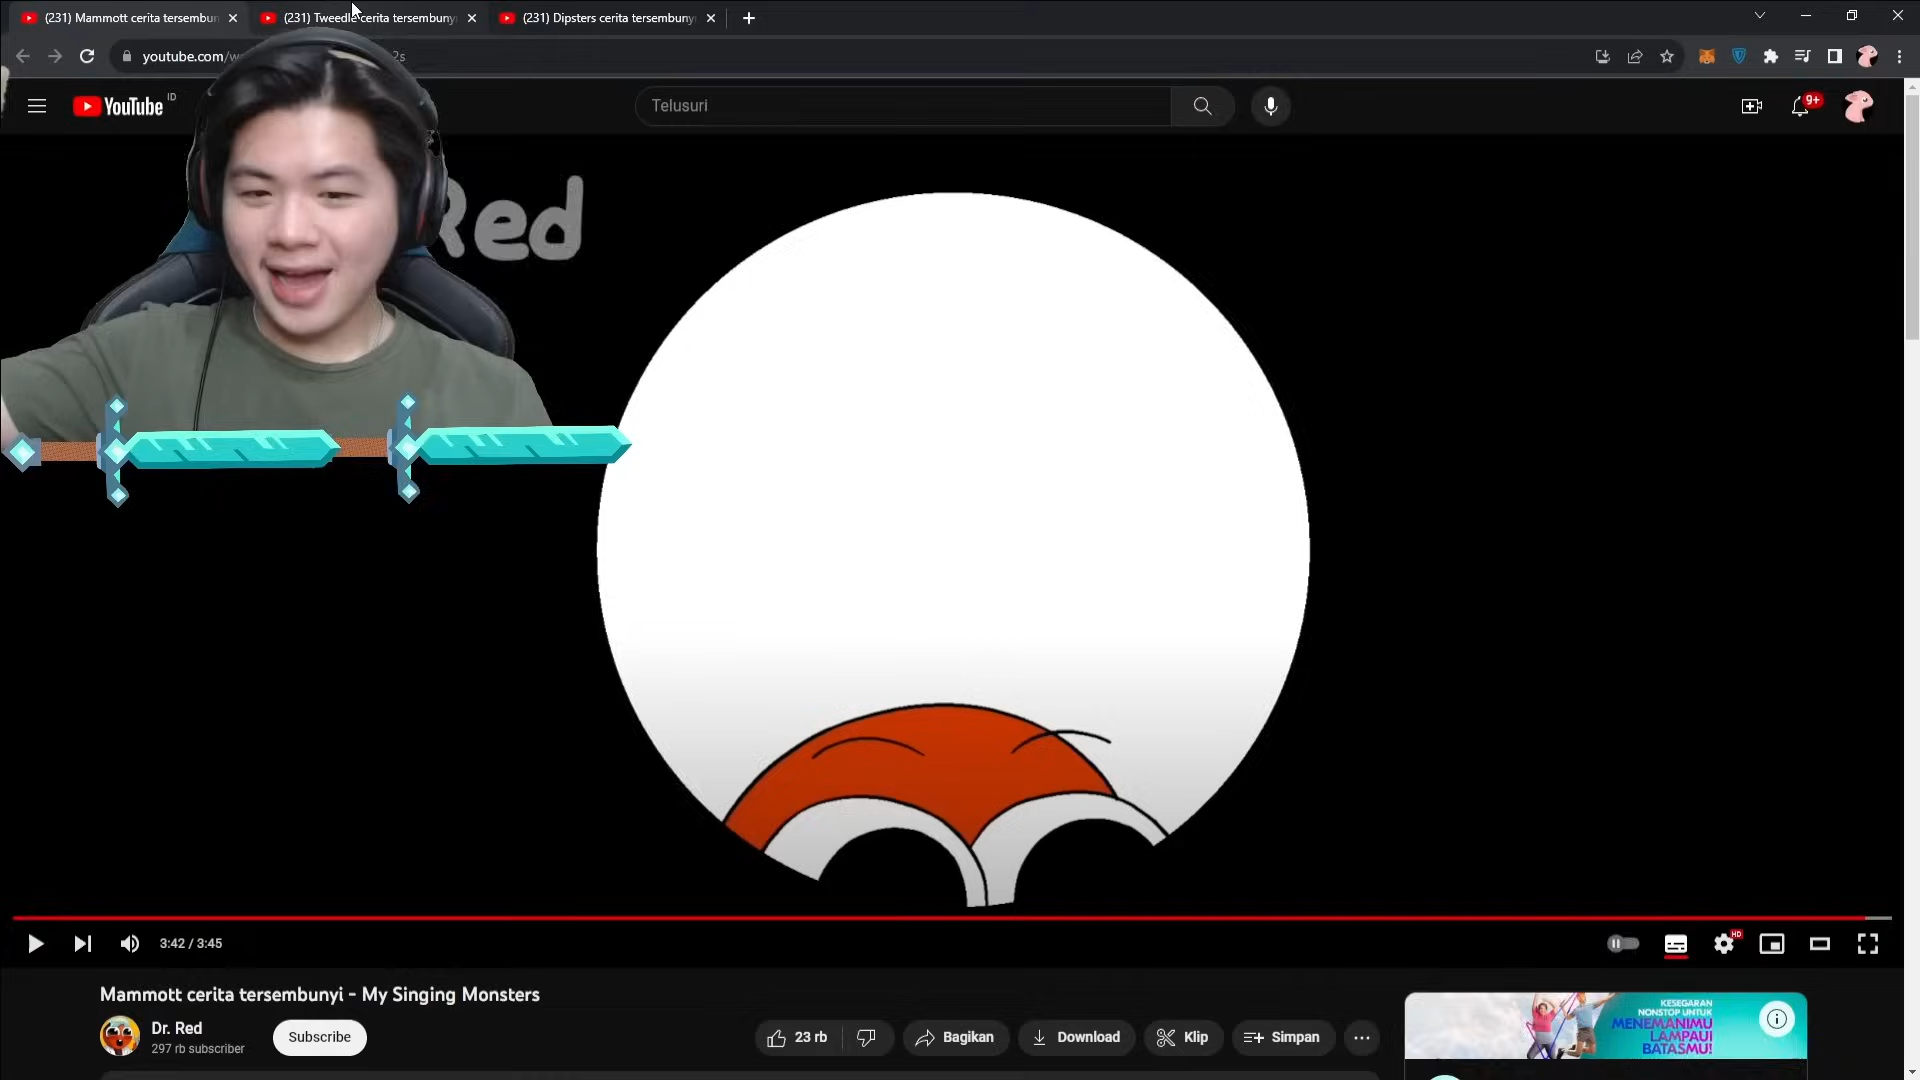 (231) Mammott cerita tersembun
(231) Tweedle cerita tersembuny
(231) Dipsters cerita tersembuny
youtube.com/w
2s
YouTube ID
Telusuri
9+
Red
3:42 / 3:45
HD
Mammott cerita tersembunyi - My Singing Monsters
Dr. Red
297 rb subscriber
Subscribe
23 rb
Bagikan
Download
Klip
Simpan
KESEGARAN
NONSTOP UNTUK
MENEMANIMU
LAMPAUI
BATASMU!